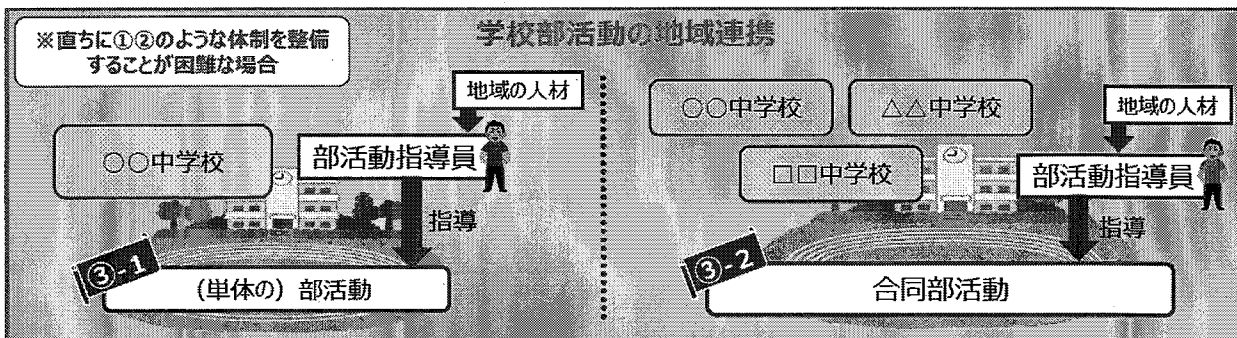 ※直ちに①②のような体制を整備
することが困難な場合
学校部活動の地域連携
地域の人材
○○中学校
部活動指導員
指導
③-1
(単体の)部活動
○○中学校
△△中学校
地域の人材
□□中学校
部活動指導員
指導
③-2
合同部活動